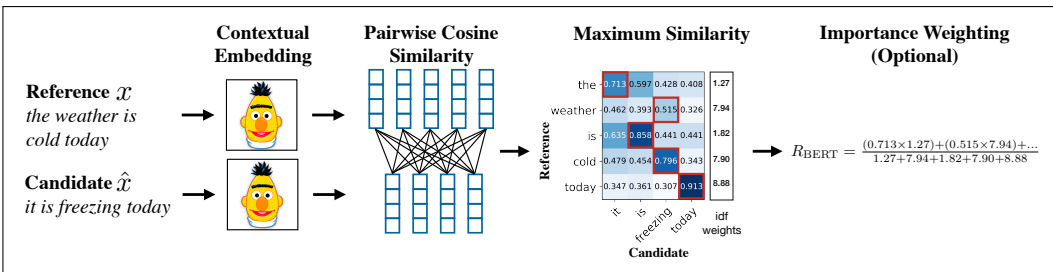 Contextual
Embedding
Pairwise Cosine
Similarity
Maximum Similarity
Importance Weighting
(Optional)
Reference x
the weather is
cold today
Candidate x̂
it is freezing today
Reference
the 0.713 0.597 0.428 0.408 1.27
weather 0.462 0.393 0.515 0.326 7.94
is 0.635 0.858 0.441 0.441 1.82
cold 0.479 0.454 0.796 0.343 7.90
today 0.347 0.361 0.307 0.913 8.88
it is freezing today
idf
weights
Candidate
R_BERT = (0.713×1.27)+(0.515×7.94)+... / 1.27+7.94+1.82+7.90+8.88